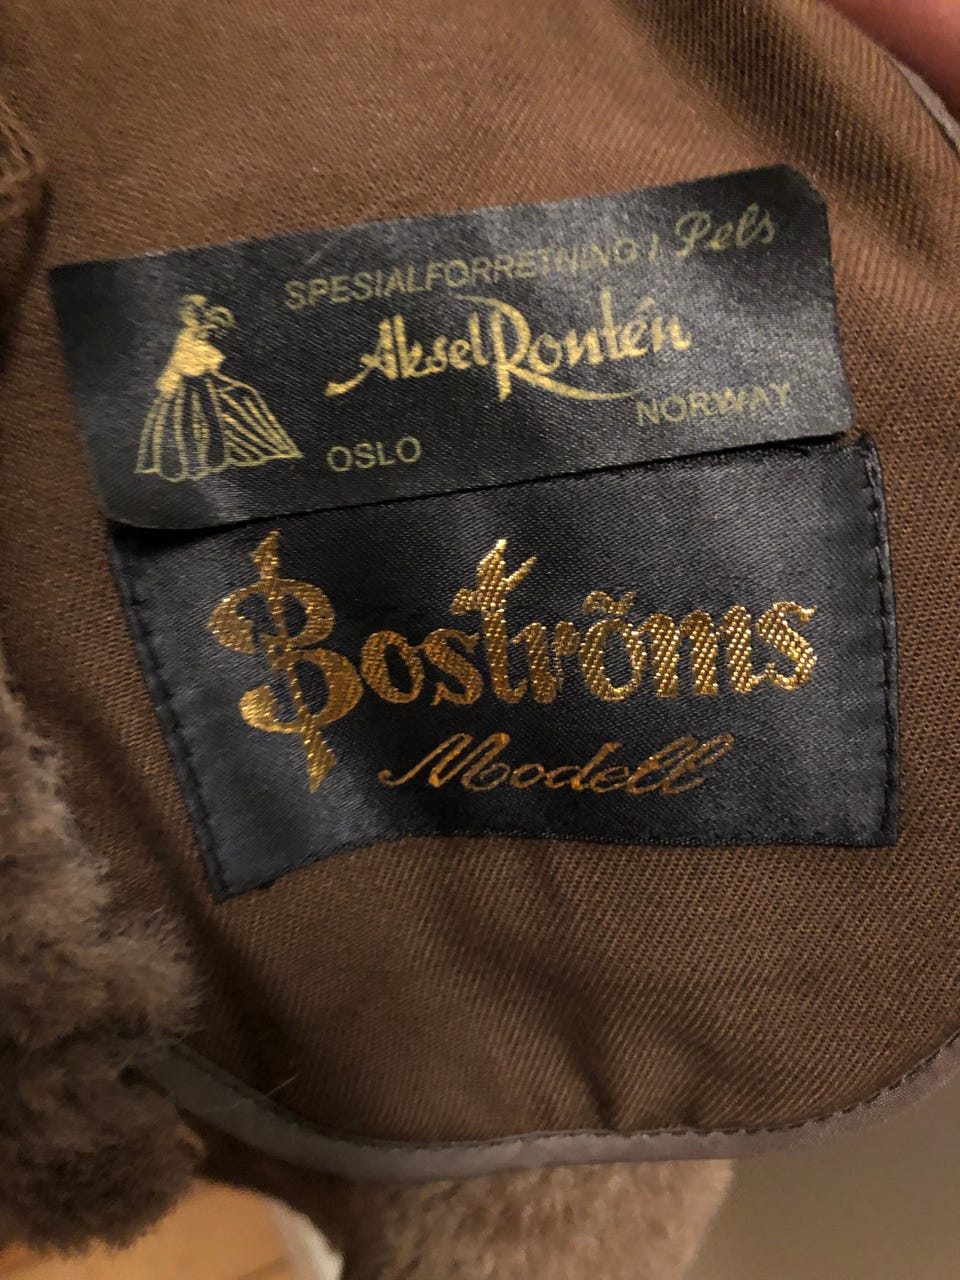 SPESIALFORRETNING I Pels
Aksel Rontén
OSLO NORWAY
Boströms
Modell